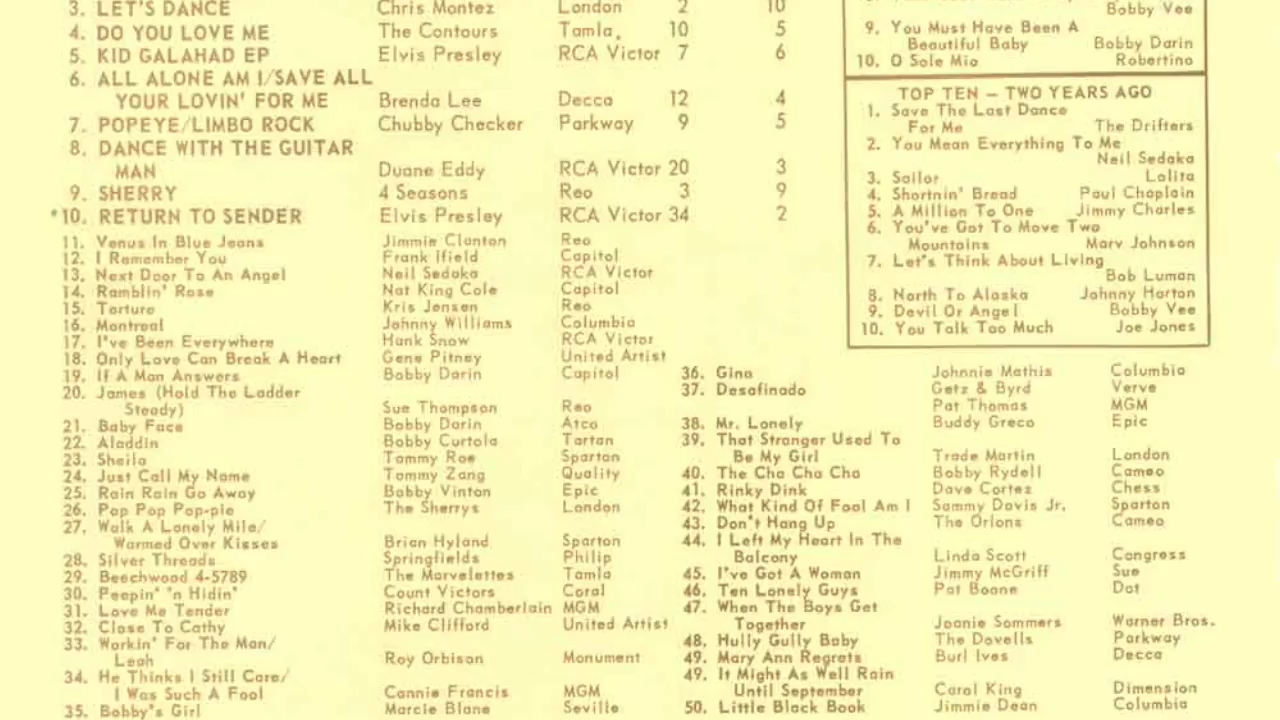 3. LET'S DANCE Chris Montez London 2 10
4. DO YOU LOVE ME The Contours Tamla, 10 5
5. KID GALAHAD EP Elvis Presley RCA Victor 7 6
6. ALL ALONE AM I/SAVE ALL
YOUR LOVIN' FOR ME Brenda Lee Decca 12 4
7. POPEYE/LIMBO ROCK Chubby Checker Parkway 9 5
8. DANCE WITH THE GUITAR
MAN Duane Eddy RCA Victor 20 3
9. SHERRY 4 Seasons Reo 3 9
*10. RETURN TO SENDER Elvis Presley RCA Victor 34 2
11. Venus In Blue Jeans Jimmie Clanton Reo
12. I Remember You Frank Ifield Capitol
13. Next Door To An Angel Neil Sedaka RCA Victor
14. Ramblin' Rose Nat King Cole Capitol
15. Torture Kris Jensen Reo
16. Montreal Johnny Williams Columbia
17. I've Been Everywhere Hank Snow RCA Victor
18. Only Love Can Break A Heart Gene Pitney United Artist
19. If A Man Answers Bobby Darin Capitol
20. James (Hold The Ladder
Steady) Sue Thompson Reo
21. Baby Face Bobby Darin Atco
22. Aladdin Bobby Curtola Tartan
23. Sheila Tommy Roe Sparton
24. Just Call My Name Tommy Zang Quality
25. Rain Rain Go Away Bobby Vinton Epic
26. Pop Pop Pop-pie The Sherrys London
27. Walk A Lonely Mile/
Warmed Over Kisses Brian Hyland Sparton
28. Silver Threads Springfields Philip
29. Beechwood 4-5789 The Marvelettes Tamla
30. Peepin' 'n Hidin' Count Victors Coral
31. Love Me Tender Richard Chamberlain MGM
32. Close To Cathy Mike Clifford United Artist
33. Workin' For The Man/
Leah Roy Orbison Monument
34. He Thinks I Still Care/
I Was Such A Fool Connie Francis MGM
35. Bobby's Girl Marcie Blane Seville
Bobby Vee
9. You Must Have Been A
Beautiful Baby Bobby Darin
10. O Sole Mio Robertino
TOP TEN – TWO YEARS AGO
1. Save The Last Dance
For Me The Drifters
2. You Mean Everything To Me
Neil Sedaka
3. Sailor Lolita
4. Shortnin' Bread Paul Chaplain
5. A Million To One Jimmy Charles
6. You've Got To Move Two
Mountains Marv Johnson
7. Let's Think About Living
Bob Luman
8. North To Alaska Johnny Horton
9. Devil Or Angel Bobby Vee
10. You Talk Too Much Joe Jones
36. Gina Johnnie Mathis Columbia
37. Desafinado Getz & Byrd Verve
Pat Thomas MGM
38. Mr. Lonely Buddy Greco Epic
39. That Stranger Used To
Be My Girl Trade Martin London
40. The Cha Cha Cha Bobby Rydell Cameo
41. Rinky Dink Dave Cortez Chess
42. What Kind Of Fool Am I Sammy Davis Jr. Sparton
43. Don't Hang Up The Orlons Cameo
44. I Left My Heart In The
Balcony Linda Scott Congress
45. I've Got A Woman Jimmy McGriff Sue
46. Ten Lonely Guys Pat Boone Dot
47. When The Boys Get
Together Joanie Sommers Warner Bros.
48. Hully Gully Baby The Dovells Parkway
49. Mary Ann Regrets Burl Ives Decca
49. It Might As Well Rain
Until September Carol King Dimension
50. Little Black Book Jimmie Dean Columbia